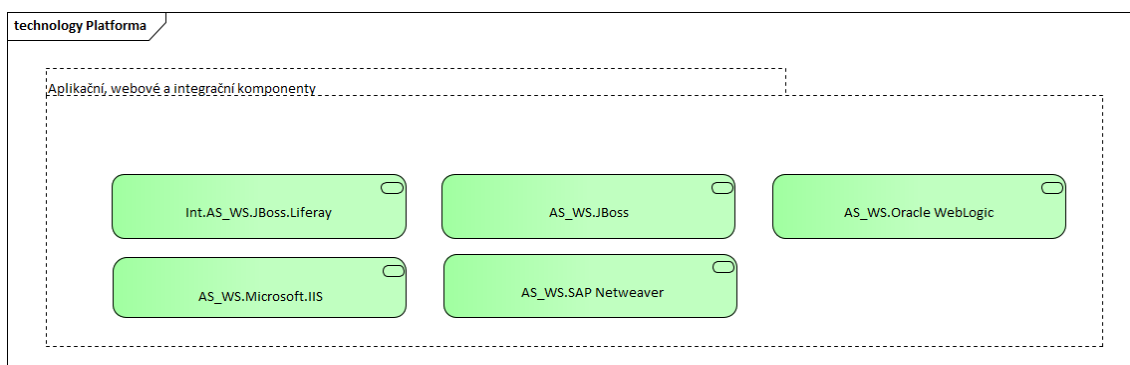 technology Platforma
Aplikační, webové a integrační komponenty
Int.AS_WS.JBoss.Liferay
AS_WS.JBoss
AS_WS.Oracle WebLogic
AS_WS.Microsoft.IIS
AS_WS.SAP Netweaver